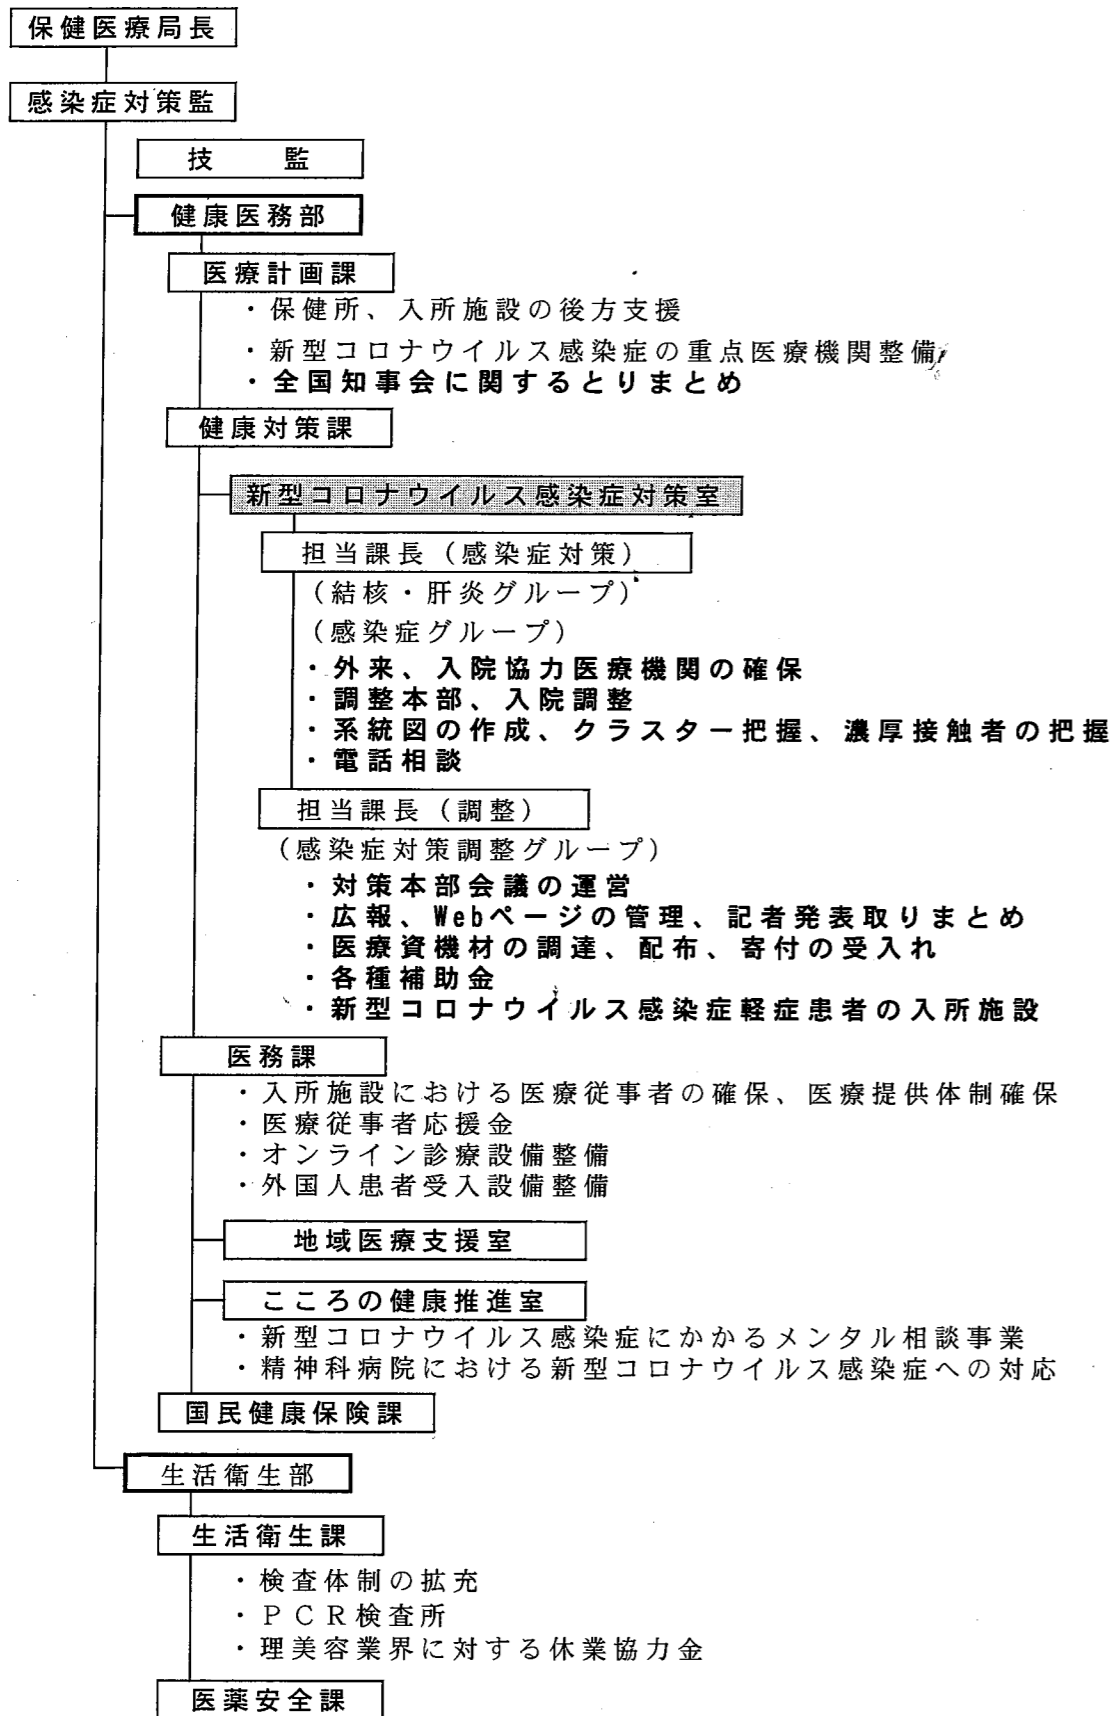 保健医療局長
感染症対策監
技　　監
健康医務部
医療計画課
・保健所、入所施設の後方支援
・新型コロナウイルス感染症の重点医療機関整備
・全国知事会に関するとりまとめ
健康対策課
新型コロナウイルス感染症対策室
担当課長（感染症対策）
（結核・肝炎グループ）
（感染症グループ）
・外来、入院協力医療機関の確保
・調整本部、入院調整
・系統図の作成、クラスター把握、濃厚接触者の把握
・電話相談
担当課長（調整）
（感染症対策調整グループ）
・対策本部会議の運営
・広報、Webページの管理、記者発表取りまとめ
・医療資機材の調達、配布、寄付の受入れ
・各種補助金
・新型コロナウイルス感染症軽症患者の入所施設
医務課
・入所施設における医療従事者の確保、医療提供体制確保
・医療従事者応援金
・オンライン診療設備整備
・外国人患者受入設備整備
地域医療支援室
こころの健康推進室
・新型コロナウイルス感染症にかかるメンタル相談事業
・精神科病院における新型コロナウイルス感染症への対応
国民健康保険課
生活衛生部
生活衛生課
・検査体制の拡充
・ＰＣＲ検査所
・理美容業界に対する休業協力金
医薬安全課